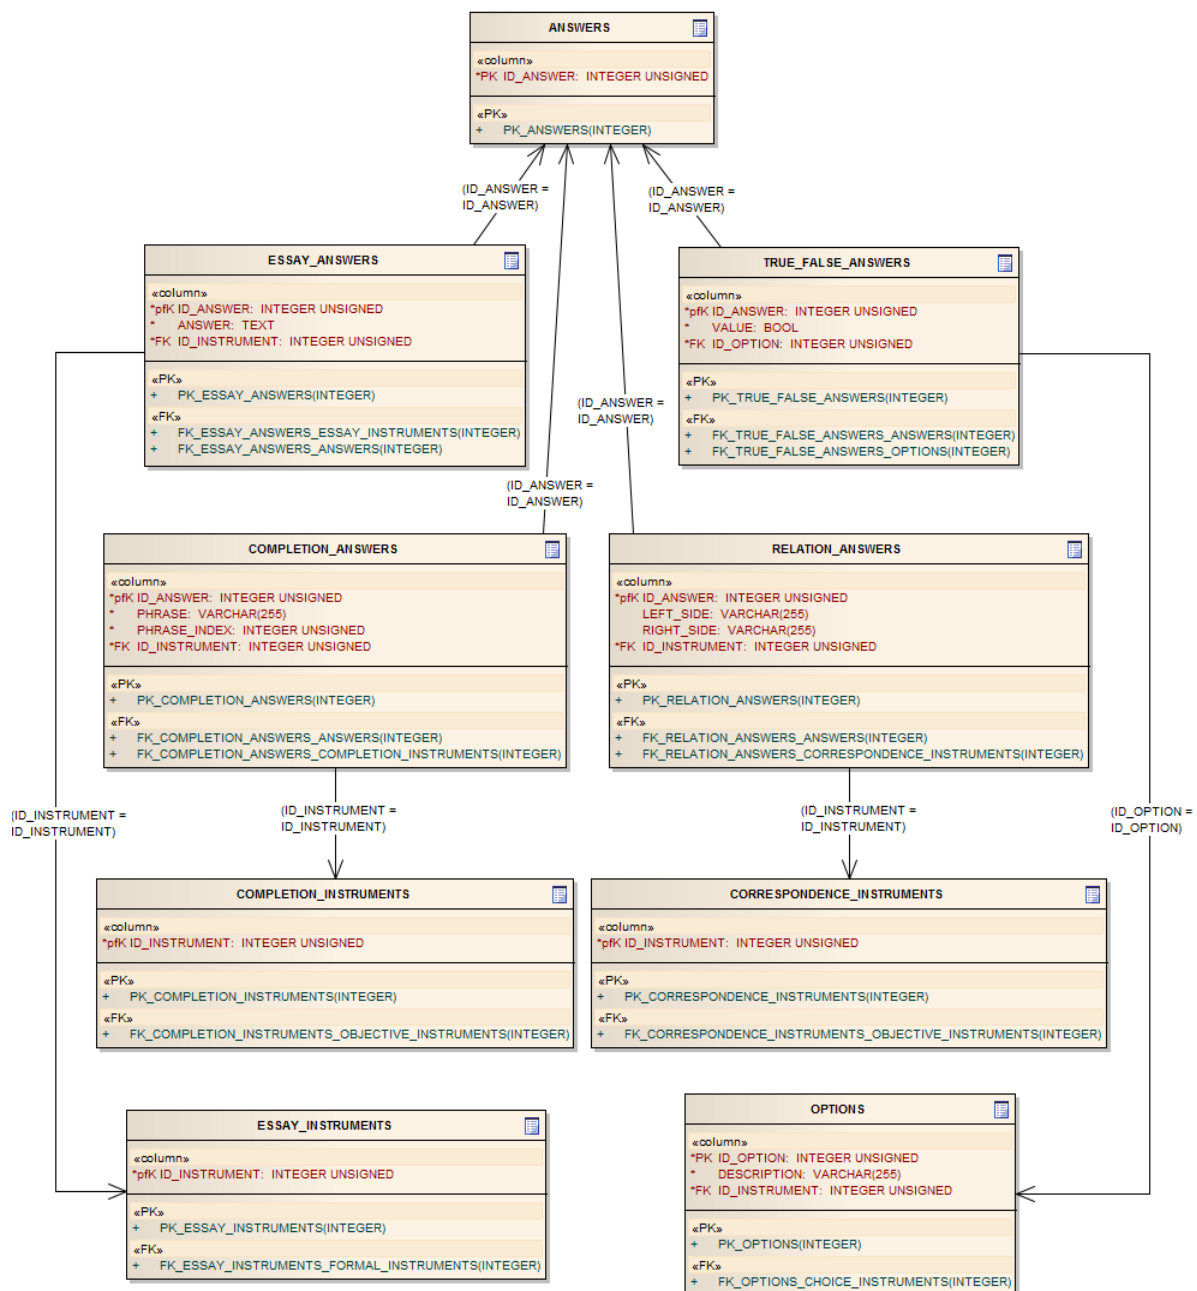 ANSWERS
«column»
*PK ID_ANSWER: INTEGER UNSIGNED
«PK»
+ PK_ANSWERS(INTEGER)
(ID_ANSWER =
ID_ANSWER)
(ID_ANSWER =
ID_ANSWER)
ESSAY_ANSWERS
«column»
*pfK ID_ANSWER: INTEGER UNSIGNED
* ANSWER: TEXT
*FK ID_INSTRUMENT: INTEGER UNSIGNED
«PK»
+ PK_ESSAY_ANSWERS(INTEGER)
«FK»
+ FK_ESSAY_ANSWERS_ESSAY_INSTRUMENTS(INTEGER)
+ FK_ESSAY_ANSWERS_ANSWERS(INTEGER)
TRUE_FALSE_ANSWERS
«column»
*pfK ID_ANSWER: INTEGER UNSIGNED
* VALUE: BOOL
*FK ID_OPTION: INTEGER UNSIGNED
«PK»
+ PK_TRUE_FALSE_ANSWERS(INTEGER)
«FK»
+ FK_TRUE_FALSE_ANSWERS_ANSWERS(INTEGER)
+ FK_TRUE_FALSE_ANSWERS_OPTIONS(INTEGER)
(ID_ANSWER =
ID_ANSWER)
(ID_ANSWER =
ID_ANSWER)
COMPLETION_ANSWERS
«column»
*pfK ID_ANSWER: INTEGER UNSIGNED
* PHRASE: VARCHAR(255)
* PHRASE_INDEX: INTEGER UNSIGNED
*FK ID_INSTRUMENT: INTEGER UNSIGNED
«PK»
+ PK_COMPLETION_ANSWERS(INTEGER)
«FK»
+ FK_COMPLETION_ANSWERS_ANSWERS(INTEGER)
+ FK_COMPLETION_ANSWERS_COMPLETION_INSTRUMENTS(INTEGER)
RELATION_ANSWERS
«column»
*pfK ID_ANSWER: INTEGER UNSIGNED
LEFT_SIDE: VARCHAR(255)
RIGHT_SIDE: VARCHAR(255)
*FK ID_INSTRUMENT: INTEGER UNSIGNED
«PK»
+ PK_RELATION_ANSWERS(INTEGER)
«FK»
+ FK_RELATION_ANSWERS_ANSWERS(INTEGER)
+ FK_RELATION_ANSWERS_CORRESPONDENCE_INSTRUMENTS(INTEGER)
(ID_INSTRUMENT =
ID_INSTRUMENT)
(ID_INSTRUMENT =
ID_INSTRUMENT)
(ID_INSTRUMENT =
ID_INSTRUMENT)
(ID_OPTION =
ID_OPTION)
COMPLETION_INSTRUMENTS
«column»
*pfK ID_INSTRUMENT: INTEGER UNSIGNED
«PK»
+ PK_COMPLETION_INSTRUMENTS(INTEGER)
«FK»
+ FK_COMPLETION_INSTRUMENTS_OBJECTIVE_INSTRUMENTS(INTEGER)
CORRESPONDENCE_INSTRUMENTS
«column»
*pfK ID_INSTRUMENT: INTEGER UNSIGNED
«PK»
+ PK_CORRESPONDENCE_INSTRUMENTS(INTEGER)
«FK»
+ FK_CORRESPONDENCE_INSTRUMENTS_OBJECTIVE_INSTRUMENTS(INTEGER)
ESSAY_INSTRUMENTS
«column»
*pfK ID_INSTRUMENT: INTEGER UNSIGNED
«PK»
+ PK_ESSAY_INSTRUMENTS(INTEGER)
«FK»
+ FK_ESSAY_INSTRUMENTS_FORMAL_INSTRUMENTS(INTEGER)
OPTIONS
«column»
*PK ID_OPTION: INTEGER UNSIGNED
* DESCRIPTION: VARCHAR(255)
*FK ID_INSTRUMENT: INTEGER UNSIGNED
«PK»
+ PK_OPTIONS(INTEGER)
«FK»
+ FK_OPTIONS_CHOICE_INSTRUMENTS(INTEGER)